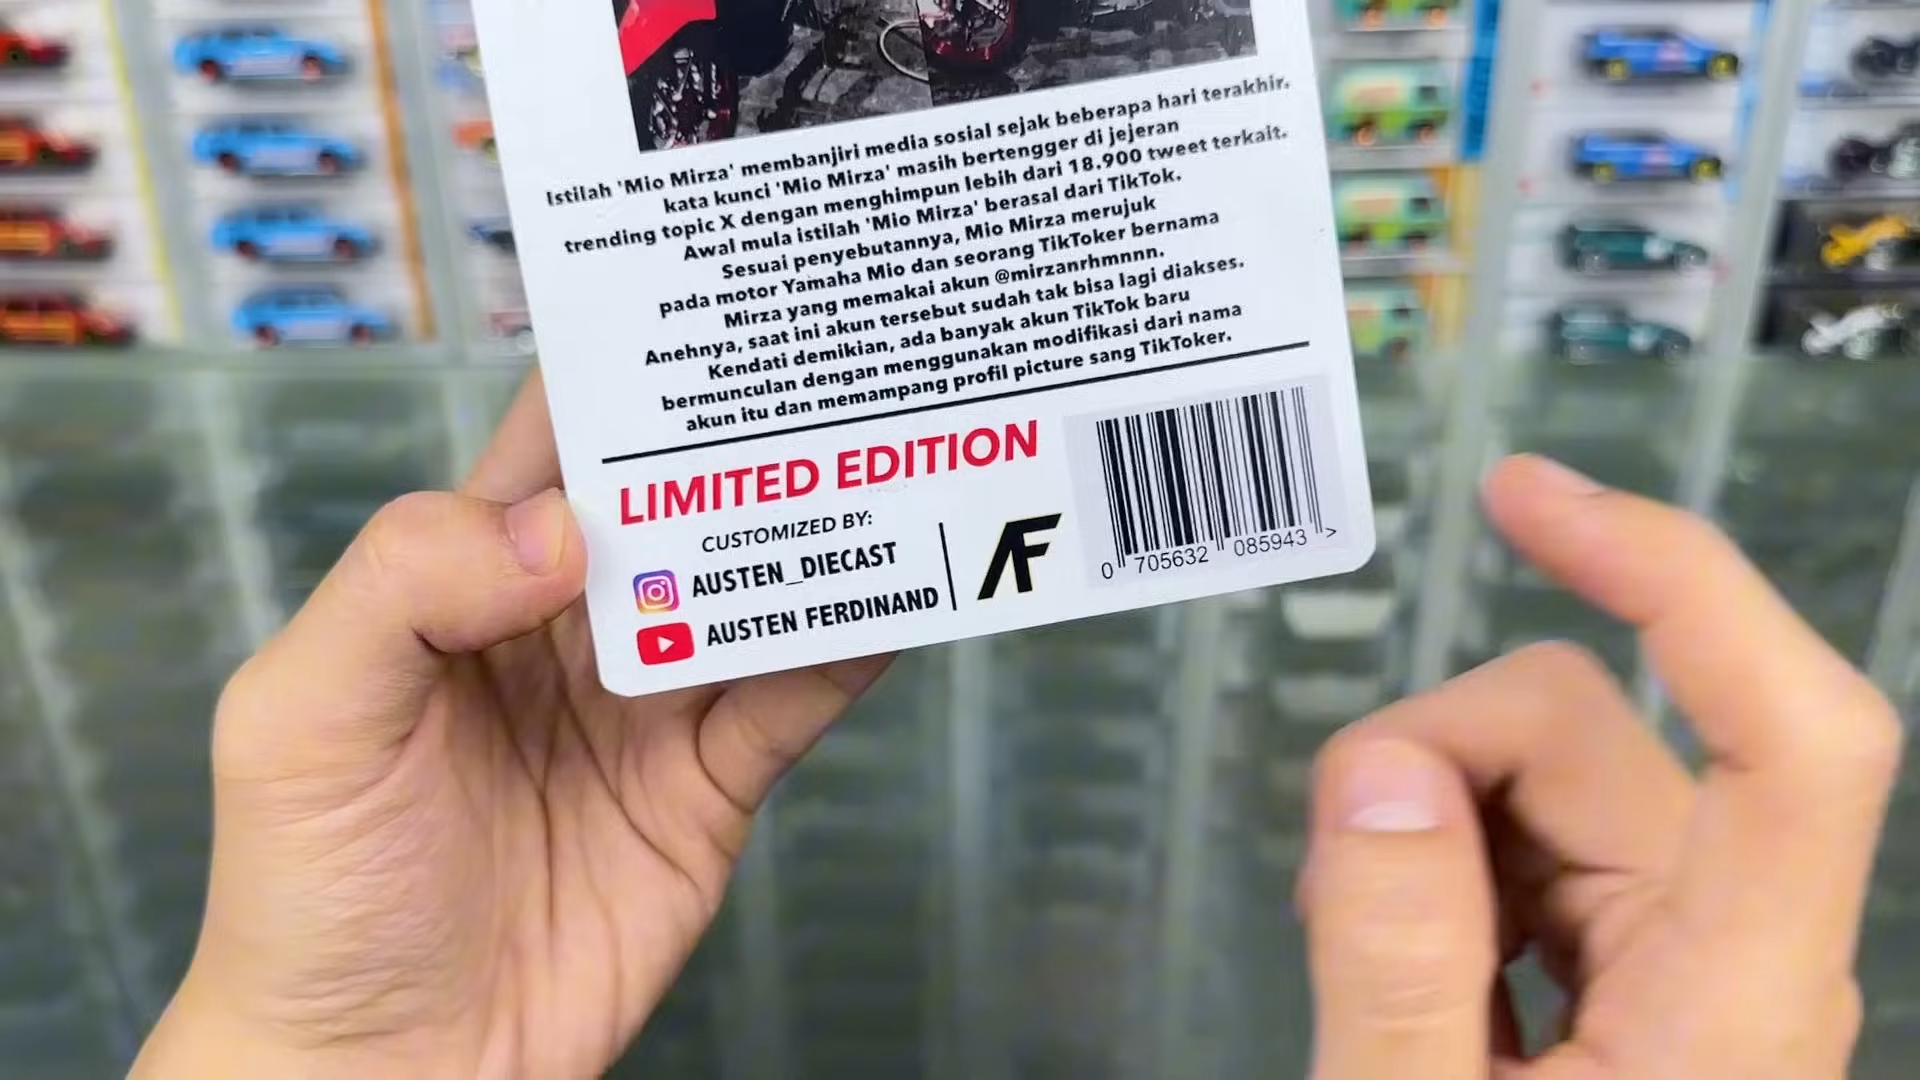 Istilah 'Mio Mirza' membanjiri media sosial sejak beberapa hari terakhir.
kata kunci 'Mio Mirza' masih bertengger di jejeran
trending topic X dengan menghimpun lebih dari 18.900 tweet terkait.
Awal mula istilah 'Mio Mirza' berasal dari TikTok.
Sesuai penyebutannya, Mio Mirza merujuk
pada motor Yamaha Mio dan seorang TikToker bernama
Mirza yang memakai akun @mirzanrhmnnn.
Anehnya, saat ini akun tersebut sudah tak bisa lagi diakses.
Kendati demikian, ada banyak akun TikTok baru
bermunculan dengan menggunakan modifikasi dari nama
akun itu dan memampang profil picture sang TikToker.
LIMITED EDITION
CUSTOMIZED BY:
AUSTEN_DIECAST
AUSTEN FERDINAND
AF
0 705632 085943 >